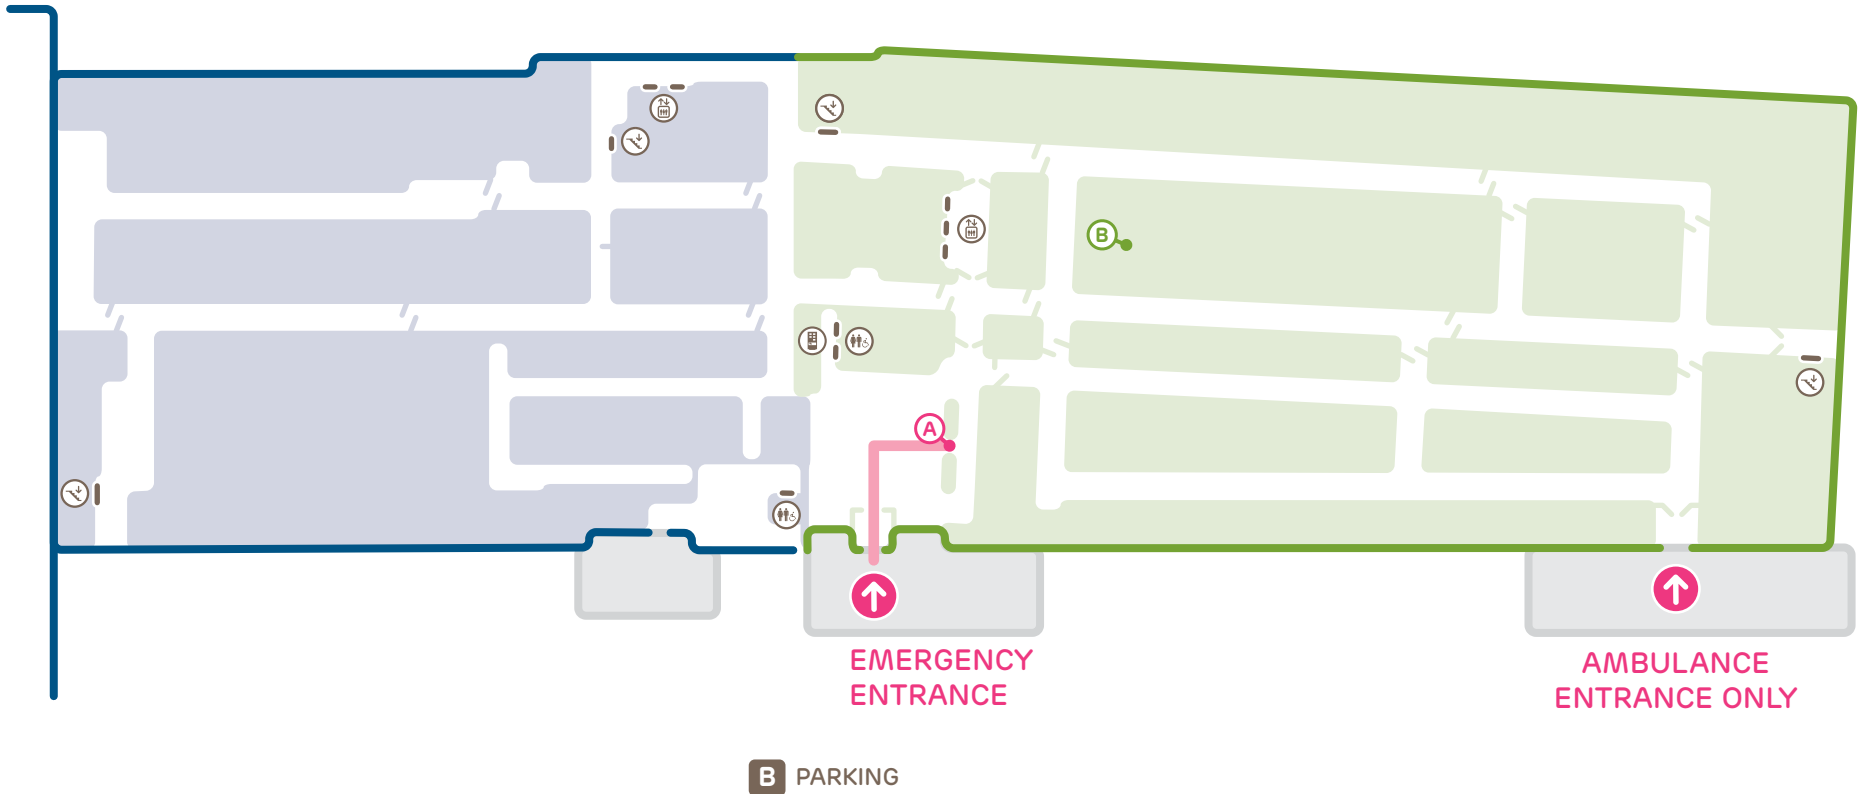 B
A
EMERGENCY
ENTRANCE
AMBULANCE
ENTRANCE ONLY
B PARKING